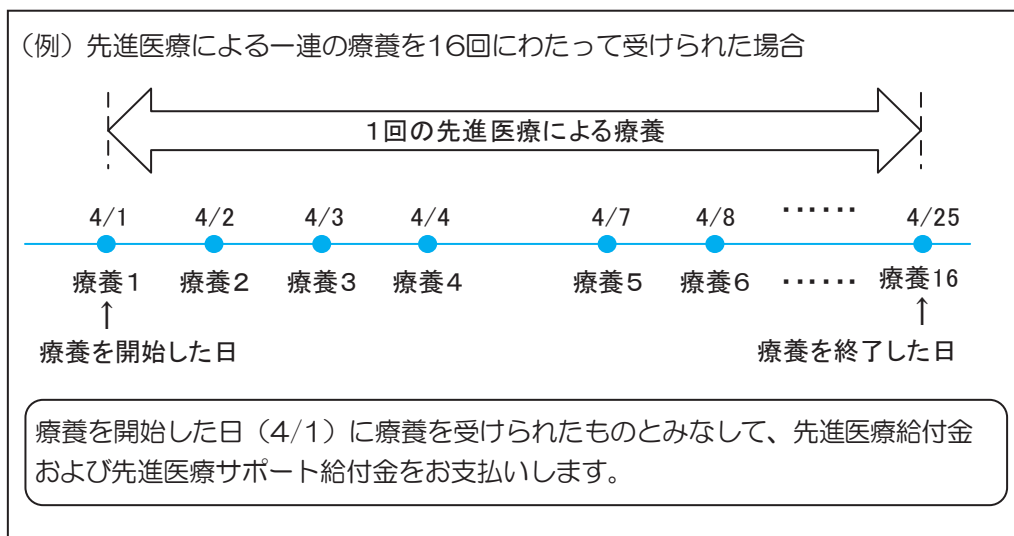 （例）先進医療による一連の療養を16回にわたって受けられた場合
1回の先進医療による療養
4/1 4/2 4/3 4/4 4/7 4/8 …… 4/25
療養1 療養2 療養3 療養4 療養5 療養6 …… 療養16
↑ ↑
療養を開始した日 療養を終了した日
療養を開始した日（4/1）に療養を受けられたものとみなして、先進医療給付金
および先進医療サポート給付金をお支払いします。